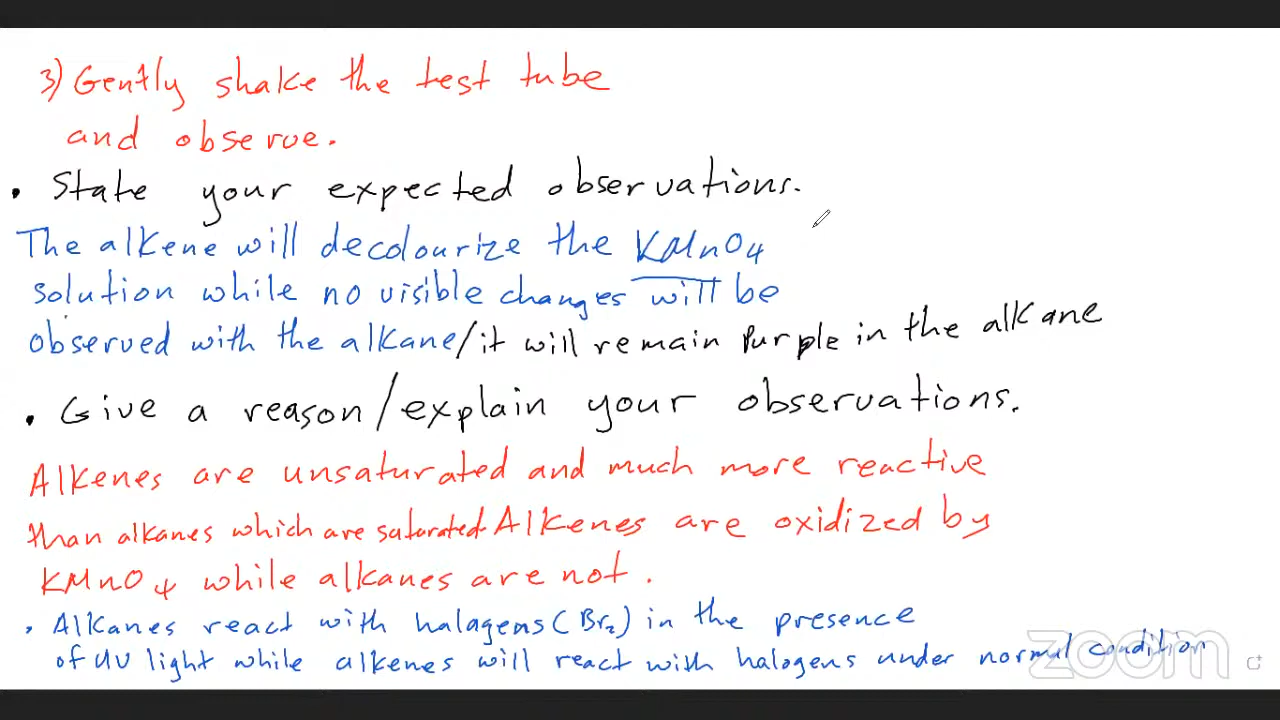 3) Gently shake the test tube
and observe.
• State your expected observations.
The alkene will decolourize the KMnO4
solution while no visible changes will be
observed with the alkane/it will remain purple in the alkane
• Give a reason/explain your observations.
Alkenes are unsaturated and much more reactive
than alkanes which are saturated. Alkenes are oxidized by
KMnO4 while alkanes are not.
• Alkanes react with halagens (Br2) in the presence
of UV light while alkenes will react with halogens under normal condition
zoom